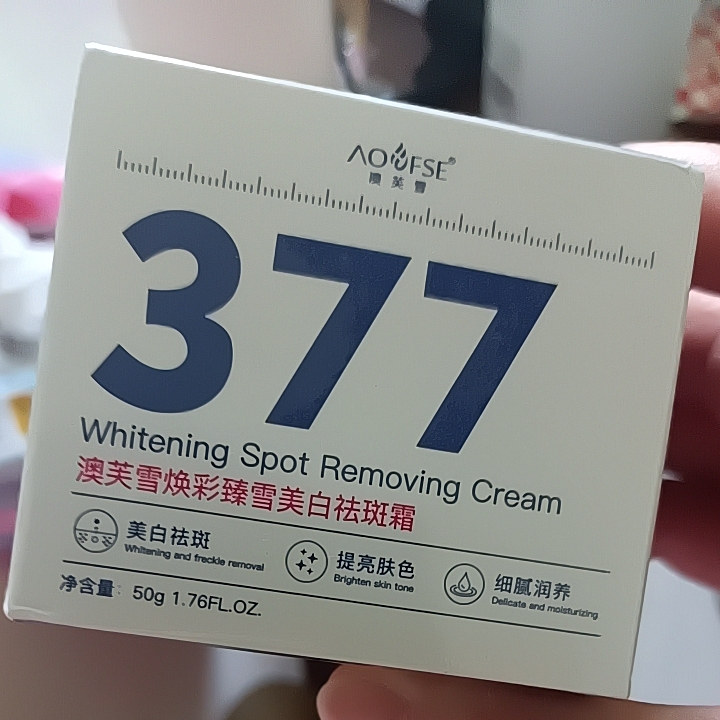 AOUFSE®
澳芙雪
377
Whitening Spot Removing Cream
澳芙雪焕彩臻雪美白祛斑霜
美白祛斑
Whitening and freckle removal
提亮肤色
Brighten skin tone
细腻润养
Delicate and moisturizing
净含量: 50g 1.76FL.OZ.